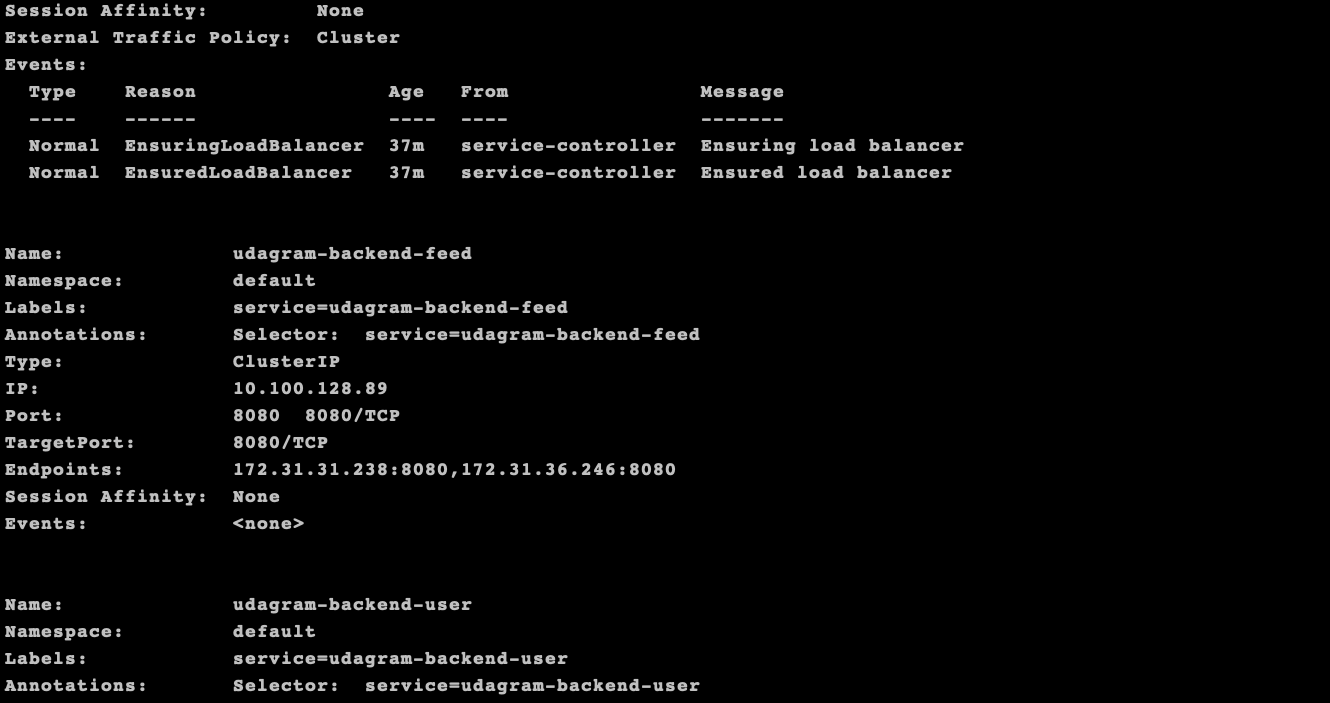 Session Affinity:         None
External Traffic Policy:  Cluster
Events:
  Type    Reason                Age   From                Message
  ----    ------                ----  ----                -------
  Normal  EnsuringLoadBalancer  37m   service-controller  Ensuring load balancer
  Normal  EnsuredLoadBalancer   37m   service-controller  Ensured load balancer
Name:              udagram-backend-feed
Namespace:         default
Labels:            service=udagram-backend-feed
Annotations:       Selector:  service=udagram-backend-feed
Type:              ClusterIP
IP:                10.100.128.89
Port:              8080  8080/TCP
TargetPort:        8080/TCP
Endpoints:         172.31.31.238:8080,172.31.36.246:8080
Session Affinity:  None
Events:            <none>
Name:              udagram-backend-user
Namespace:         default
Labels:            service=udagram-backend-user
Annotations:       Selector:  service=udagram-backend-user